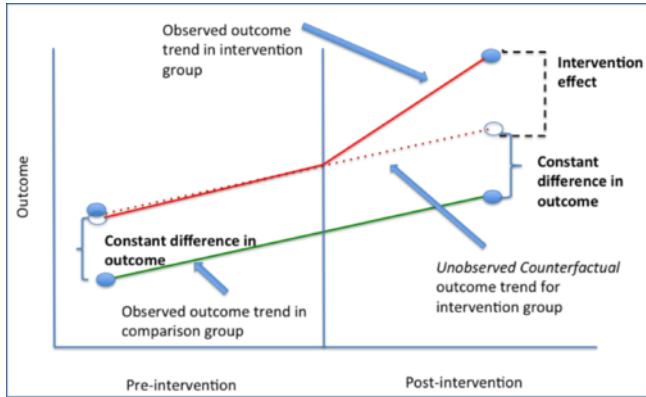 Observed outcome
trend in intervention
group
Intervention
effect
Outcome
Constant difference in
outcome
Constant
difference in
outcome
Observed outcome trend in
comparison group
Unobserved Counterfactual
outcome trend for
intervention group
Pre-intervention
Post-intervention